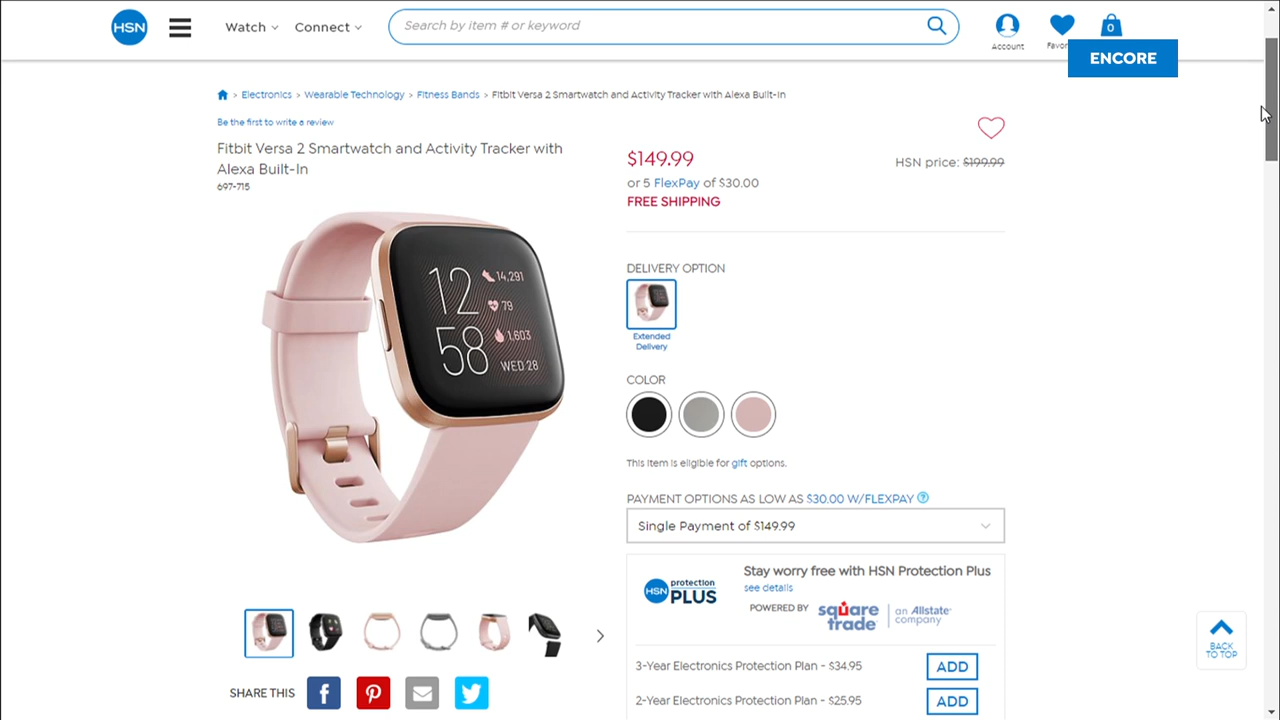 HSN
Watch
Connect
Search by item # or keyword
Account
Favor
0
ENCORE
> Electronics > Wearable Technology > Fitness Bands > Fitbit Versa 2 Smartwatch and Activity Tracker with Alexa Built-In
Be the first to write a review
Fitbit Versa 2 Smartwatch and Activity Tracker with
Alexa Built-In
697-715
12
58
14,291
79
1,603
WED 28
SHARE THIS
$149.99
HSN price: $199.99
or 5 FlexPay of $30.00
FREE SHIPPING
DELIVERY OPTION
Extended
Delivery
COLOR
This item is eligible for gift options.
PAYMENT OPTIONS AS LOW AS $30.00 W/FLEXPAY ?
Single Payment of $149.99
HSN protection PLUS
Stay worry free with HSN Protection Plus
see details
POWERED BY square trade | an Allstate company
3-Year Electronics Protection Plan - $34.95 ADD
2-Year Electronics Protection Plan - $25.95 ADD
BACK
TO TOP